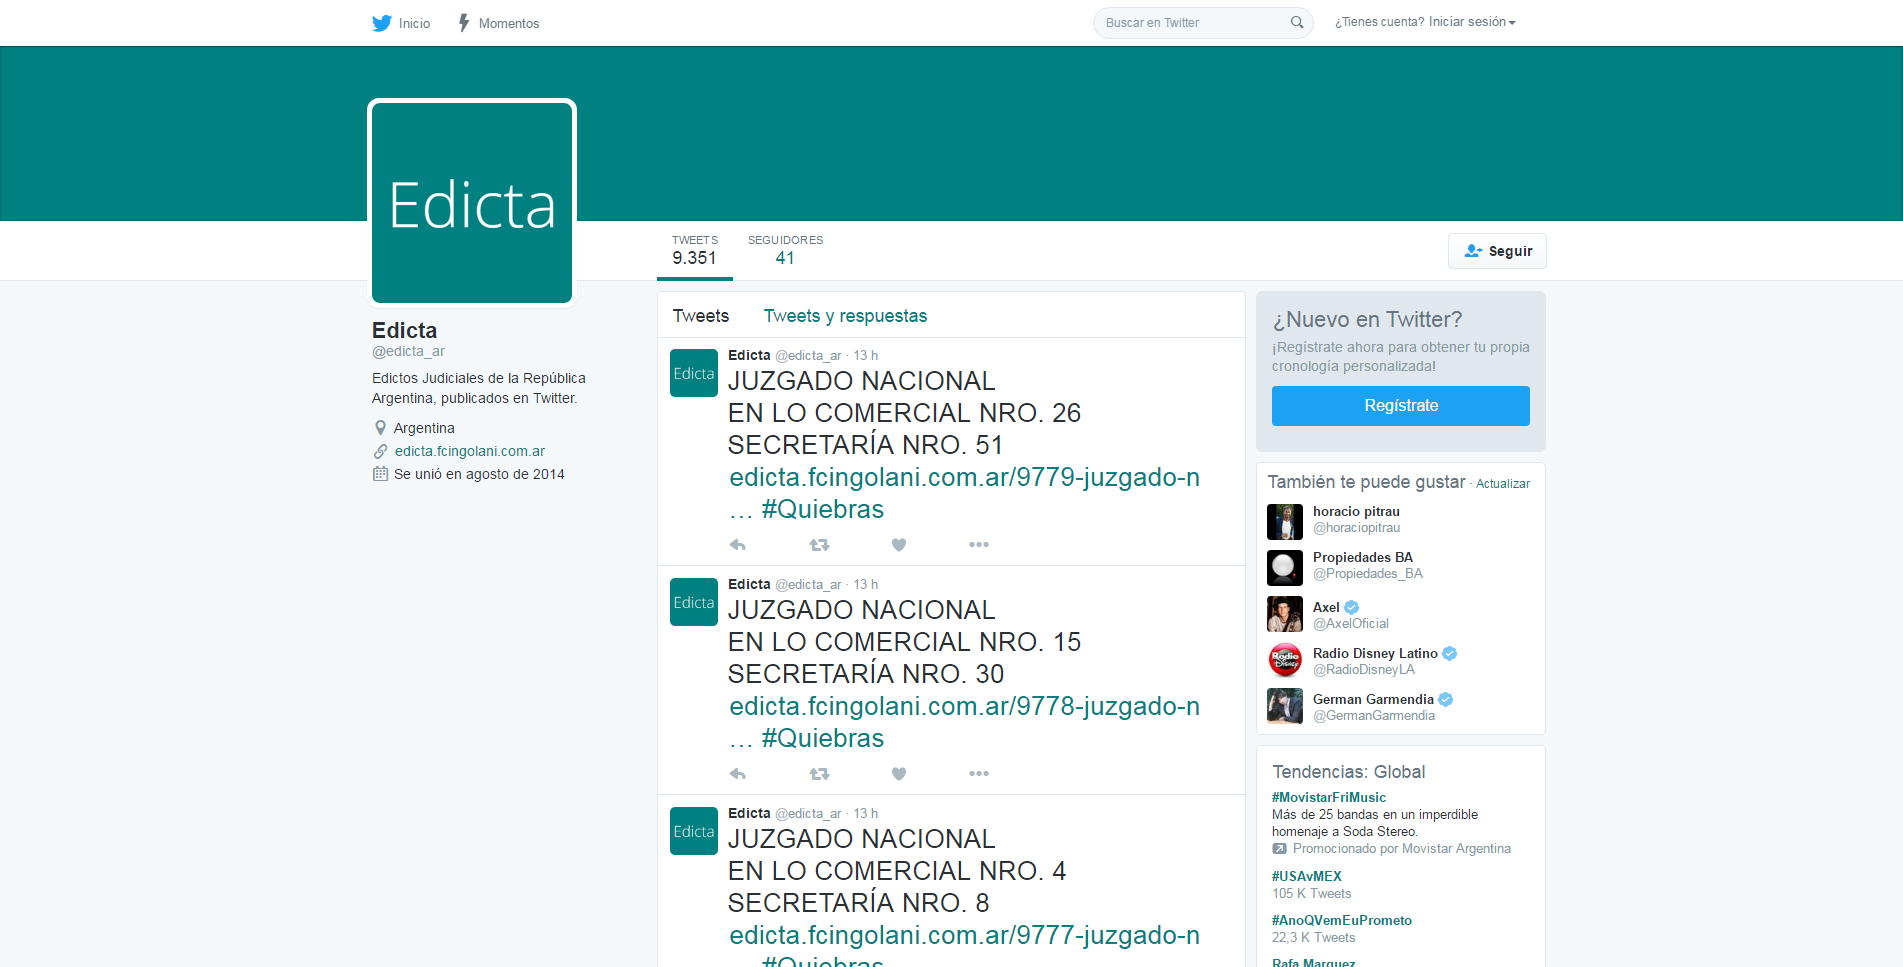 Inicio
Momentos
Buscar en Twitter
¿Tienes cuenta? Iniciar sesión
Edicta
TWEETS
9.351
SEGUIDORES
41
Seguir
Edicta
@edicta_ar
Edictos Judiciales de la República
Argentina, publicados en Twitter.
Argentina
edicta.fcingolani.com.ar
Se unió en agosto de 2014
Tweets
Tweets y respuestas
Edicta
Edicta @edicta_ar · 13 h
JUZGADO NACIONAL
EN LO COMERCIAL NRO. 26
SECRETARÍA NRO. 51
edicta.fcingolani.com.ar/9779-juzgado-n
… #Quiebras
Edicta
Edicta @edicta_ar · 13 h
JUZGADO NACIONAL
EN LO COMERCIAL NRO. 15
SECRETARÍA NRO. 30
edicta.fcingolani.com.ar/9778-juzgado-n
… #Quiebras
Edicta
Edicta @edicta_ar · 13 h
JUZGADO NACIONAL
EN LO COMERCIAL NRO. 4
SECRETARÍA NRO. 8
edicta.fcingolani.com.ar/9777-juzgado-n
… #Quiebras
¿Nuevo en Twitter?
¡Regístrate ahora para obtener tu propia
cronología personalizada!
Regístrate
También te puede gustar · Actualizar
horacio pitrau
@horaciopitrau
Propiedades BA
@Propiedades_BA
Axel
@AxelOficial
Radio Disney
Radio Disney Latino
@RadioDisneyLA
German Garmendia
@GermanGarmendia
Tendencias: Global
#MovistarFriMusic
Más de 25 bandas en un imperdible
homenaje a Soda Stereo.
Promocionado por Movistar Argentina
#USAvMEX
105 K Tweets
#AnoQVemEuPrometo
22,3 K Tweets
Rafa Marquez